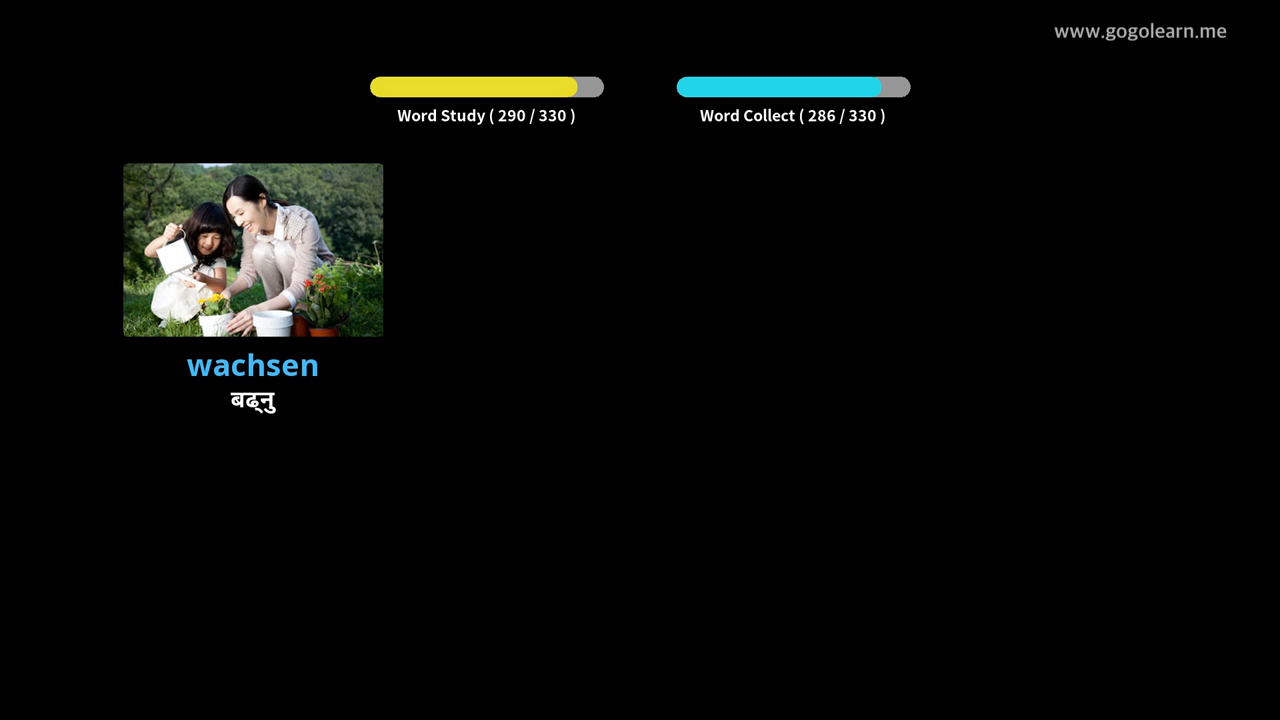 www.gogolearn.me
Word Study ( 290 / 330 )
Word Collect ( 286 / 330 )
wachsen
बढ्नु